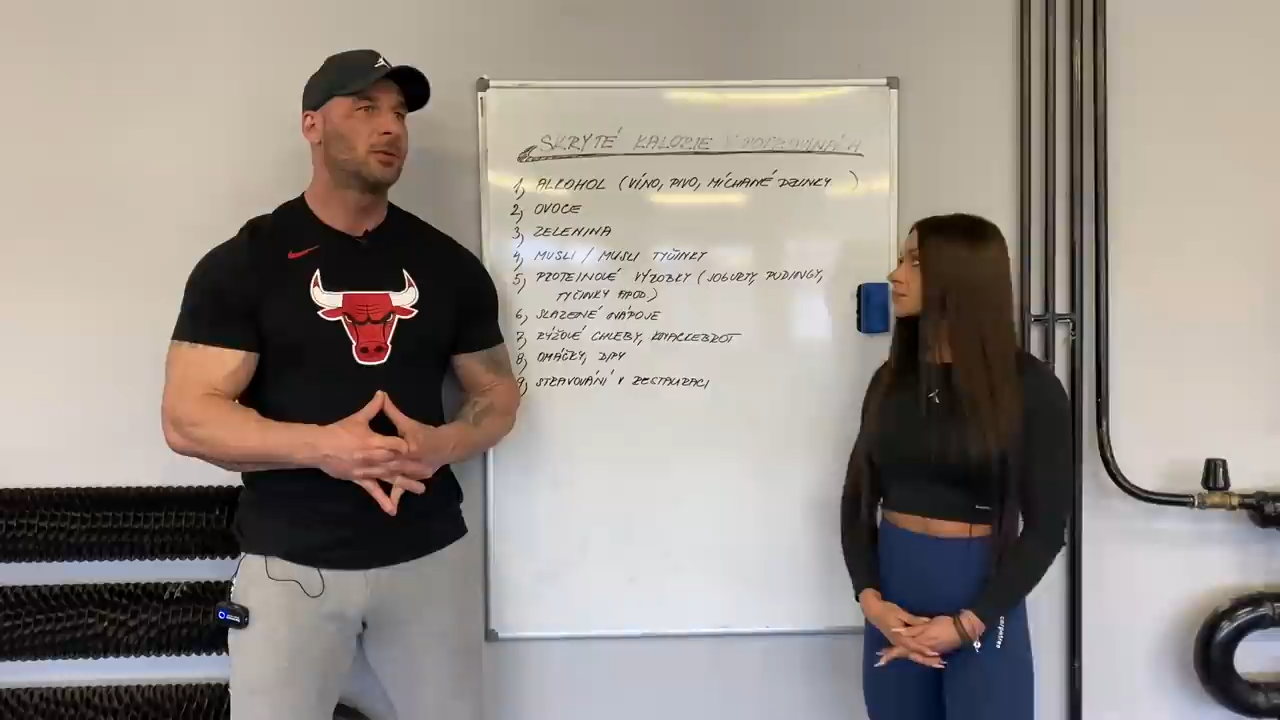 SKRYTÉ KALORIE V POTRAVINÁCH
1, ALKOHOL (VÍNO, PIVO, MÍCHANÉ DRINKY )
2, OVOCE
3, ZELENINA
4, MUSLI / MUSLI TYČINKY
5, PROTEINOVÉ VÝROBKY (JOGURTY, PUDINGY,
TYČINKY APOD)
6, SLAZENÉ NÁPOJE
7, RÝŽOVÉ CHLEBY, KNACKEBROT
8, OMÁČKY, DIPY
9, STRAVOVÁNÍ V RESTAURACI